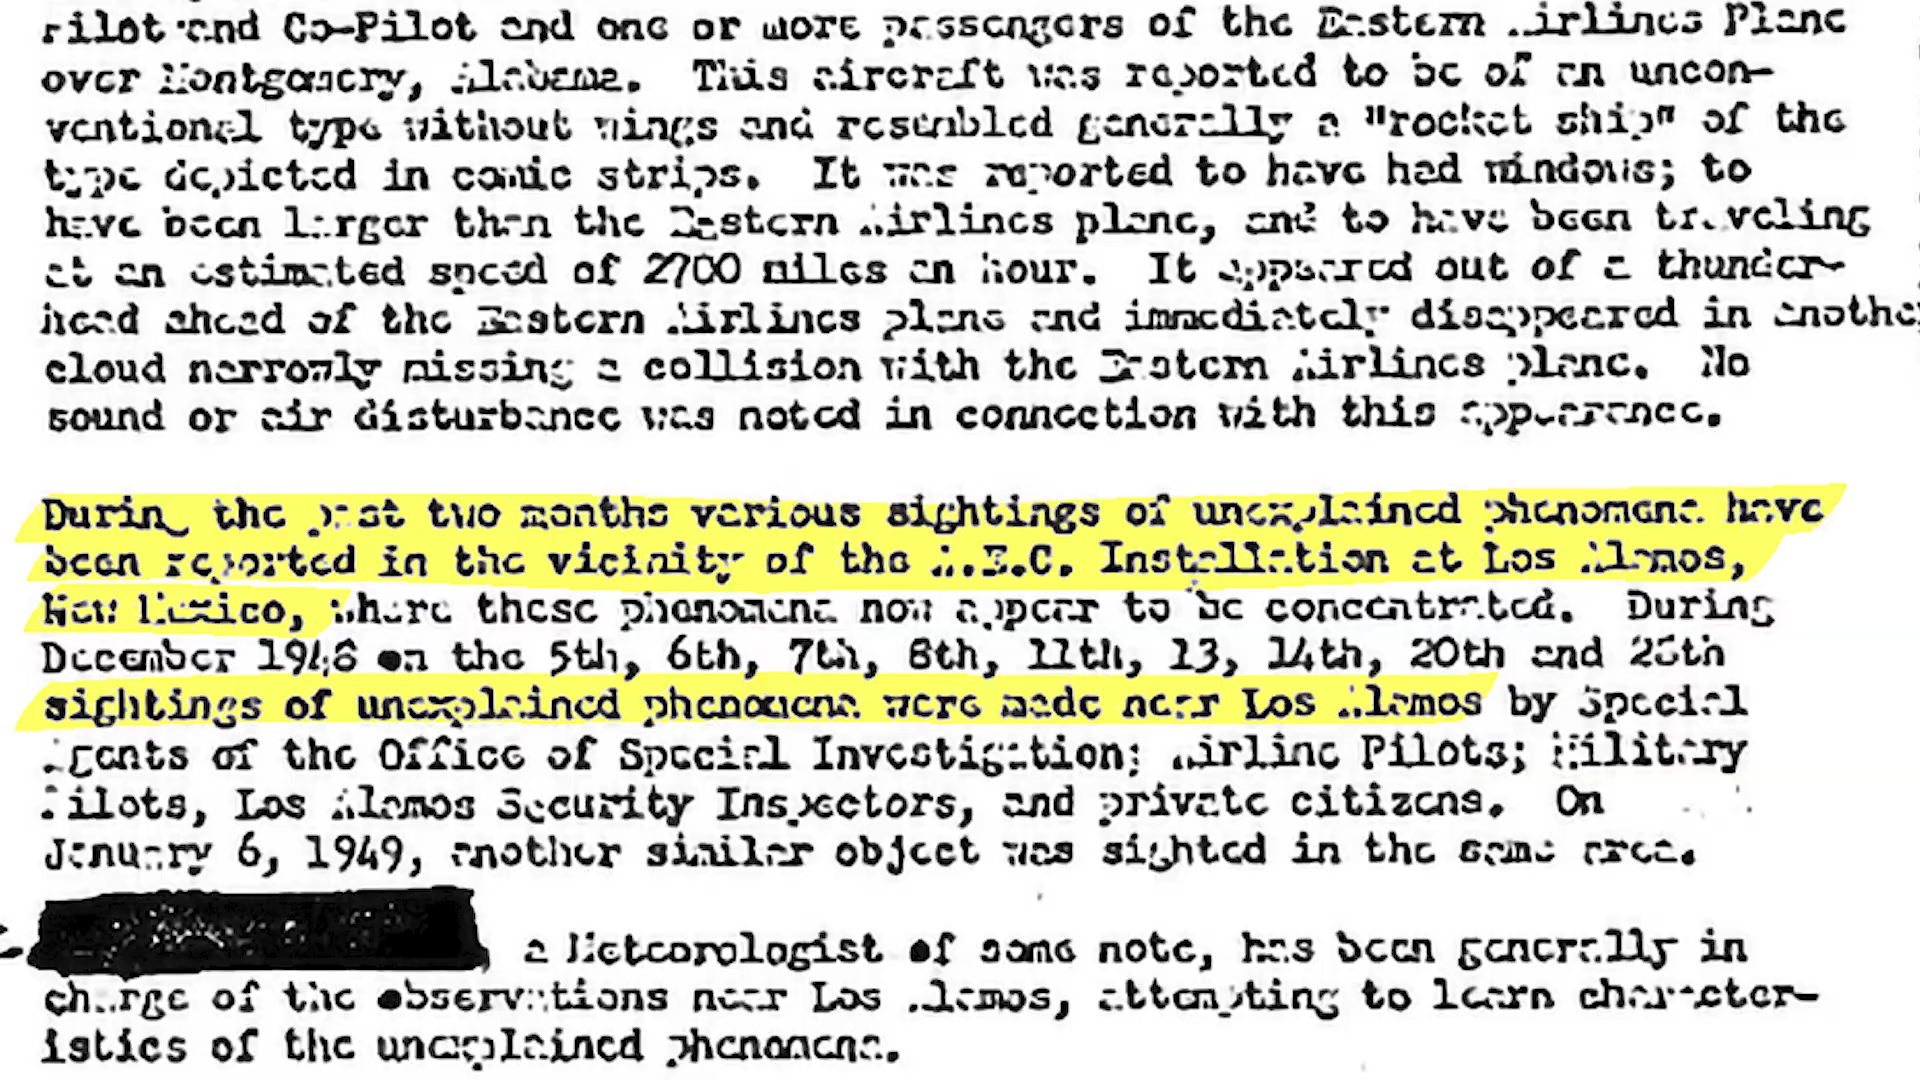 Pilot and Co-Pilot and one or more passengers of the Eastern Airlines Plane
over Montgomery, Alabama. This aircraft was reported to be of an uncon-
ventional type without wings and resembled generally a "rocket ship" of the
type depicted in comic strips. It was reported to have had windows; to
have been larger than the Eastern Airlines plane, and to have been traveling
at an estimated speed of 2700 miles an hour. It appeared out of a thunder-
head ahead of the Eastern Airlines plane and immediately disappeared in another
cloud narrowly missing a collision with the Eastern Airlines plane. No
sound or air disturbance was noted in connection with this appearance.
During the past two months various sightings of unexplained phenomena have
been reported in the vicinity of the A.E.C. Installation at Los Alamos,
New Mexico, where these phenomena now appear to be concentrated. During
December 1948 on the 5th, 6th, 7th, 8th, 11th, 13, 14th, 20th and
sightings of unexplained phenomena were made near Los Alamos by Special
Agents of the Office of Special Investigation; Airline Pilots; Military
Pilots, Los Alamos Security Inspectors, and private citizens. On
January 6, 1949, another similar object was sighted in the same area.
a Meteorologist of some note, has been generally in
charge of the observations near Los Alamos, attempting to learn character-
istics of the unexplained phenomena.